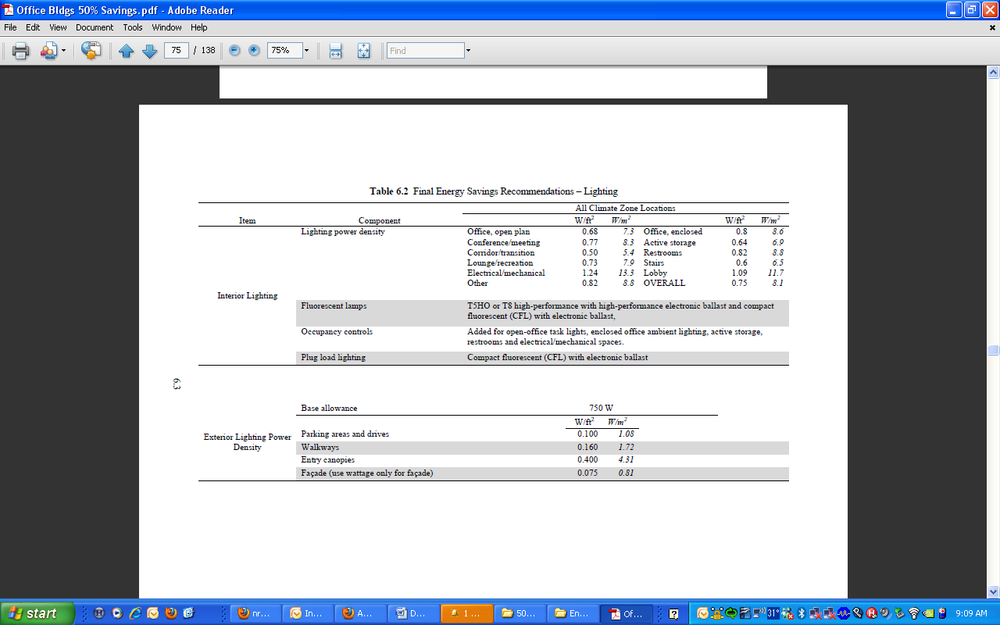 Office Bldgs 50% Savings.pdf - Adobe Reader
File Edit View Document Tools Window Help
75 / 138 75% Find
Table 6.2 Final Energy Savings Recommendations – Lighting
All Climate Zone Locations
Item Component W/ft² W/m² W/ft² W/m²
Lighting power density Office, open plan 0.68 7.3 Office, enclosed 0.8 8.6
Conference/meeting 0.77 8.3 Active storage 0.64 6.9
Corridor/transition 0.50 5.4 Restrooms 0.82 8.8
Lounge/recreation 0.73 7.9 Stairs 0.6 6.5
Electrical/mechanical 1.24 13.3 Lobby 1.09 11.7
Other 0.82 8.8 OVERALL 0.75 8.1
Interior Lighting
Fluorescent lamps T5HO or T8 high-performance with high-performance electronic ballast and compact
fluorescent (CFL) with electronic ballast,
Occupancy controls Added for open-office task lights, enclosed office ambient lighting, active storage,
restrooms and electrical/mechanical spaces.
Plug load lighting Compact fluorescent (CFL) with electronic ballast
6.3
Base allowance 750 W
W/ft² W/m²
Exterior Lighting Power
Density
Parking areas and drives 0.100 1.08
Walkways 0.160 1.72
Entry canopies 0.400 4.31
Façade (use wattage only for façade) 0.075 0.81
start nr... In... A... D... 1 ... 50... En... Of... 31° 9:09 AM